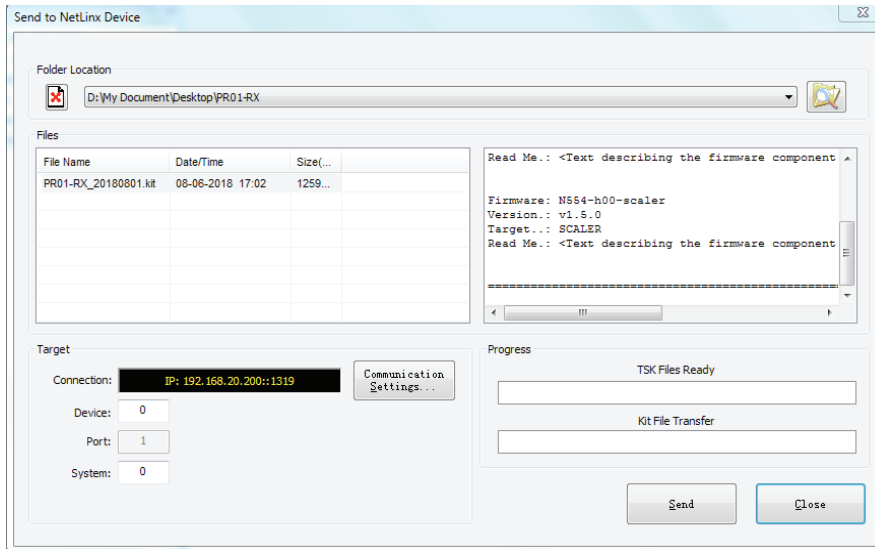 Send to NetLinx Device
Folder Location
D:\My Document\Desktop\PR01-RX
Files
File Name Date/Time Size(...
PR01-RX_20180801.kit 08-06-2018 17:02 1259...
Read Me.: <Text describing the firmware component
Firmware: N554-h00-scaler
Version.: v1.5.0
Target..: SCALER
Read Me.: <Text describing the firmware component
================================================
Target
Connection: IP: 192.168.20.200::1319
Communication
Settings...
Device: 0
Port: 1
System: 0
Progress
TSK Files Ready
Kit File Transfer
Send Close